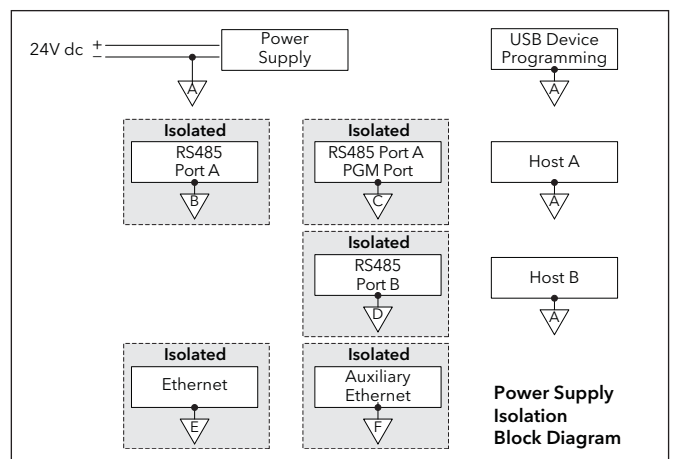 24V dc + −
Power
Supply
A
USB Device
Programming
A
Isolated
RS485
Port A
B
Isolated
RS485 Port A
PGM Port
C
Host A
A
Isolated
RS485
Port B
D
Host B
A
Isolated
Ethernet
E
Isolated
Auxiliary
Ethernet
F
Power Supply
Isolation
Block Diagram